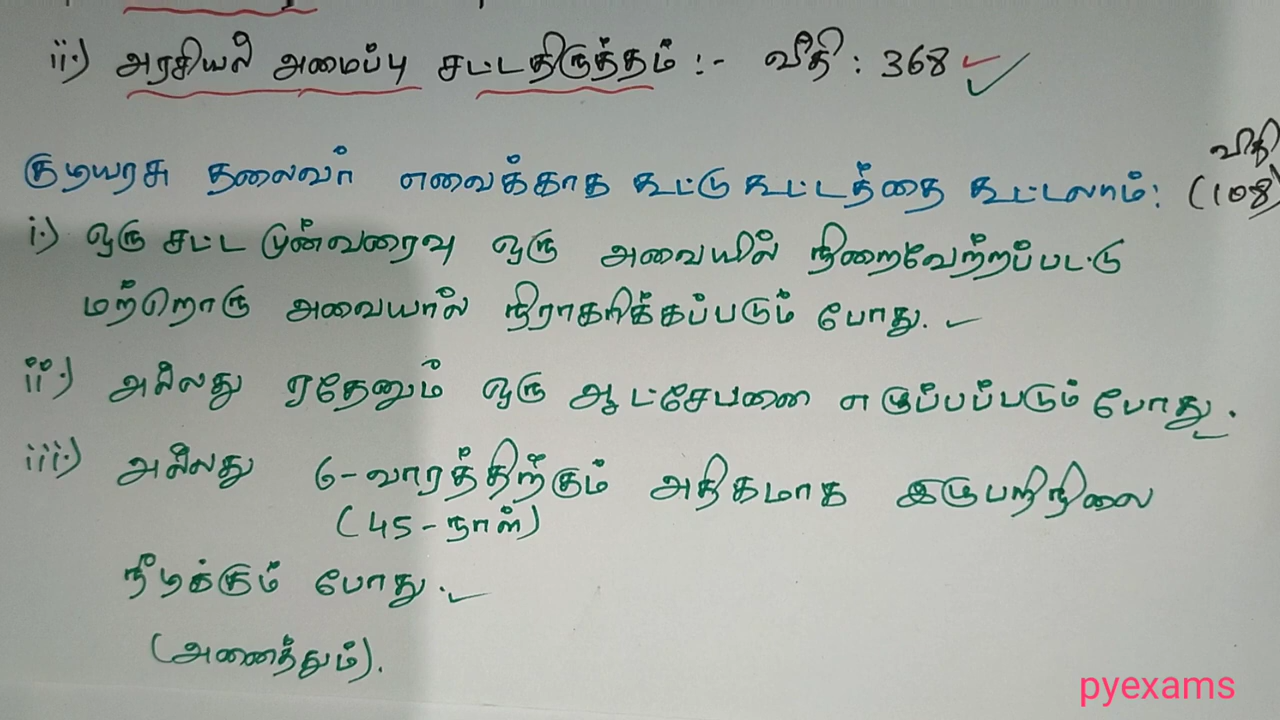 ii.) அரசியல் அமைப்பு சட்டதிருத்தம் :- வீதி : 368
விதி
குடியரசு தலைவர் எவைக்காக கூட்டு கூட்டத்தை கூட்டலாம்: (108)
i.) ஒரு சட்ட முன்வரைவு ஒரு அவையில் நிறைவேற்றப்பட்டு
மற்றொரு அவையால் நிராகரிக்கப்படும் போது.
ii.) அல்லது ஏதேனும் ஒரு ஆட்சேபனை எழுப்பப்படும் போது.
iii.) அல்லது 6-வாரத்திற்கும் அதிகமாக இடுபறிநிலை
(45-நாள்)
நீடிக்கும் போது.
(அனைத்தும்).
pyexams